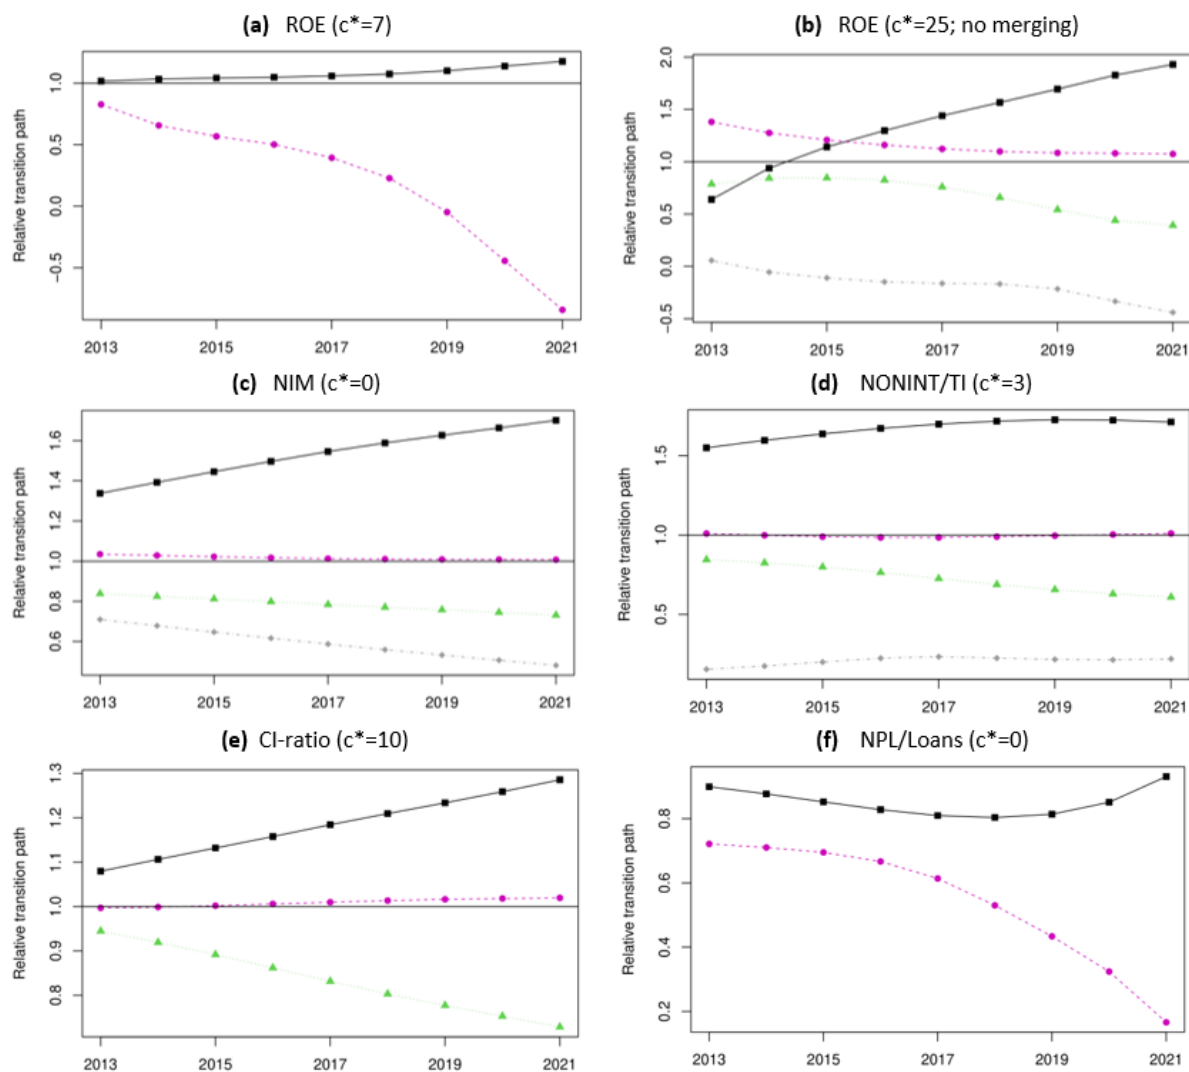 (a) ROE (c*=7)
(b) ROE (c*=25; no merging)
Relative transition path
1.0
0.5
0.0
−0.5
2013 2015 2017 2019 2021
Relative transition path
2.0
1.5
1.0
0.5
0.0
−0.5
2013 2015 2017 2019 2021
(c) NIM (c*=0)
(d) NONINT/TI (c*=3)
Relative transition path
1.6
1.4
1.2
1.0
0.8
0.6
2013 2015 2017 2019 2021
Relative transition path
1.5
1.0
0.5
2013 2015 2017 2019 2021
(e) CI-ratio (c*=10)
(f) NPL/Loans (c*=0)
Relative transition path
1.3
1.2
1.1
1.0
0.9
0.8
2013 2015 2017 2019 2021
Relative transition path
0.8
0.6
0.4
0.2
2013 2015 2017 2019 2021